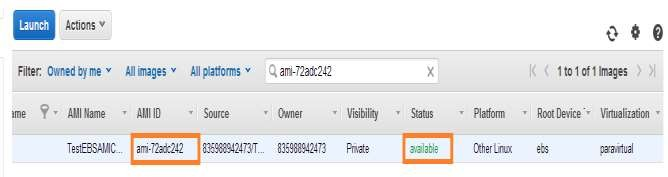 Launch Actions
Filter: Owned by me All images All platforms ami-72adc242 X 1 to 1 of 1 Images
ame AMI Name AMI ID Source Owner Visibility Status Platform Root Device Virtualization
TestEBSAMIC... ami-72adc242 835988942473/T... 835988942473 Private available Other Linux ebs paravirtual